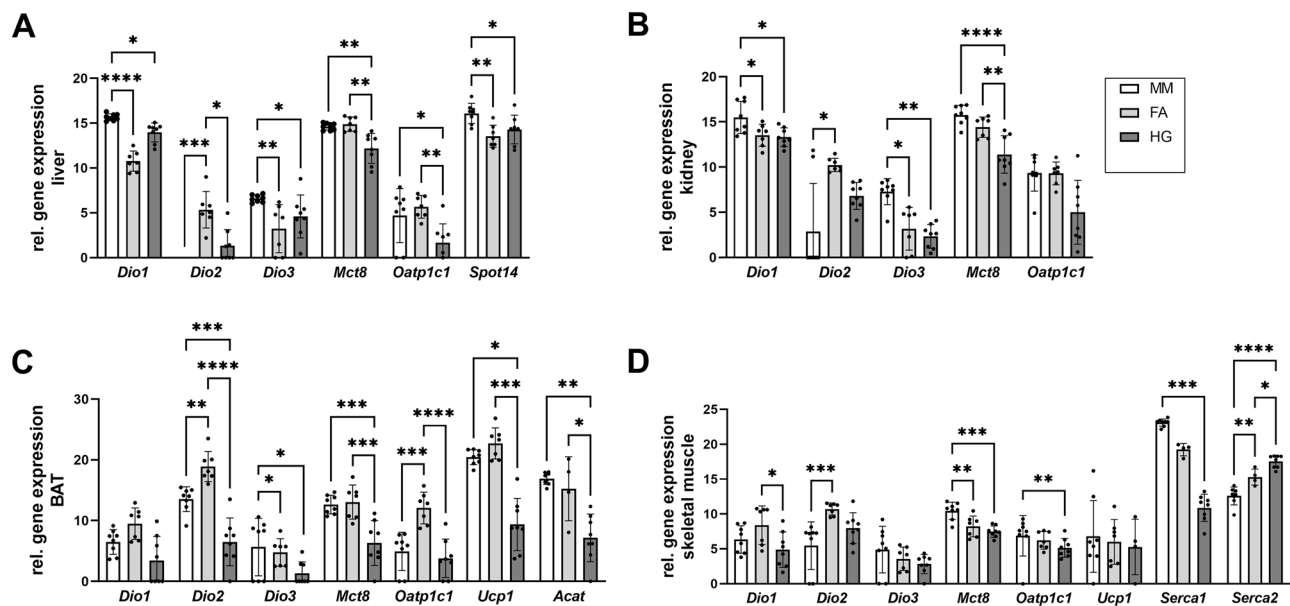 A
rel. gene expression
liver
15
10
5
0
* **** * *** * ** ** ** * ** * **
Dio1 Dio2 Dio3 Mct8 Oatp1c1 Spot14
B
rel. gene expression
kidney
20
15
10
5
0
* * * ** * **** **
Dio1 Dio2 Dio3 Mct8 Oatp1c1
MM
FA
HG
C
rel. gene expression
BAT
30
20
10
0
*** **** ** * * *** *** **** *** * *** ** *
Dio1 Dio2 Dio3 Mct8 Oatp1c1 Ucp1 Acat
D
rel. gene expression
skeletal muscle
25
20
15
10
5
0
* *** *** ** ** *** **** * **
Dio1 Dio2 Dio3 Mct8 Oatp1c1 Ucp1 Serca1 Serca2